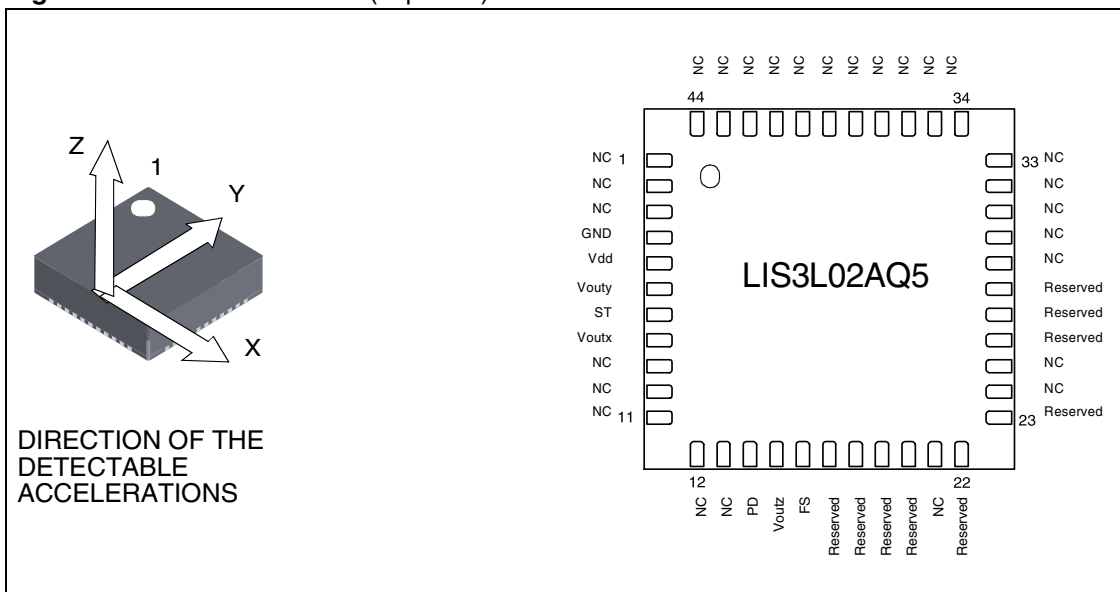 Z
1
Y
X
DIRECTION OF THE
DETECTABLE
ACCELERATIONS
NC NC NC NC NC NC NC NC NC NC NC
44 34
NC 1
NC
NC
GND
Vdd
Vouty
ST
Voutx
NC
NC
NC 11
LIS3L02AQ5
33 NC
NC
NC
NC
NC
Reserved
Reserved
Reserved
NC
NC
23 Reserved
12 22
NC NC PD Voutz FS Reserved Reserved Reserved Reserved NC Reserved